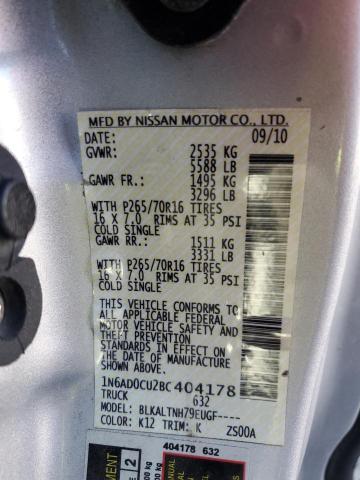 MFD BY NISSAN MOTOR CO., LTD.
DATE: 09/10
GVWR: 2535 KG
5588 LB
GAWR FR.: 1495 KG
3296 LB
WITH P265/70R16 TIRES
16 X 7.0 RIMS AT 35 PSI
COLD SINGLE
GAWR RR.: 1511 KG
3331 LB
WITH P265/70R16 TIRES
16 X 7.0 RIMS AT 35 PSI
COLD SINGLE
THIS VEHICLE CONFORMS TO
ALL APPLICABLE FEDERAL
MOTOR VEHICLE SAFETY AND
THEFT PREVENTION
STANDARDS IN EFFECT ON THE
DATE OF MANUFACTURE
1N6AD0CU2BC404178
TRUCK 632
MODEL: BLKALTNH79EUGF----
COLOR: K12 TRIM: K ZS00A
404178 632
2